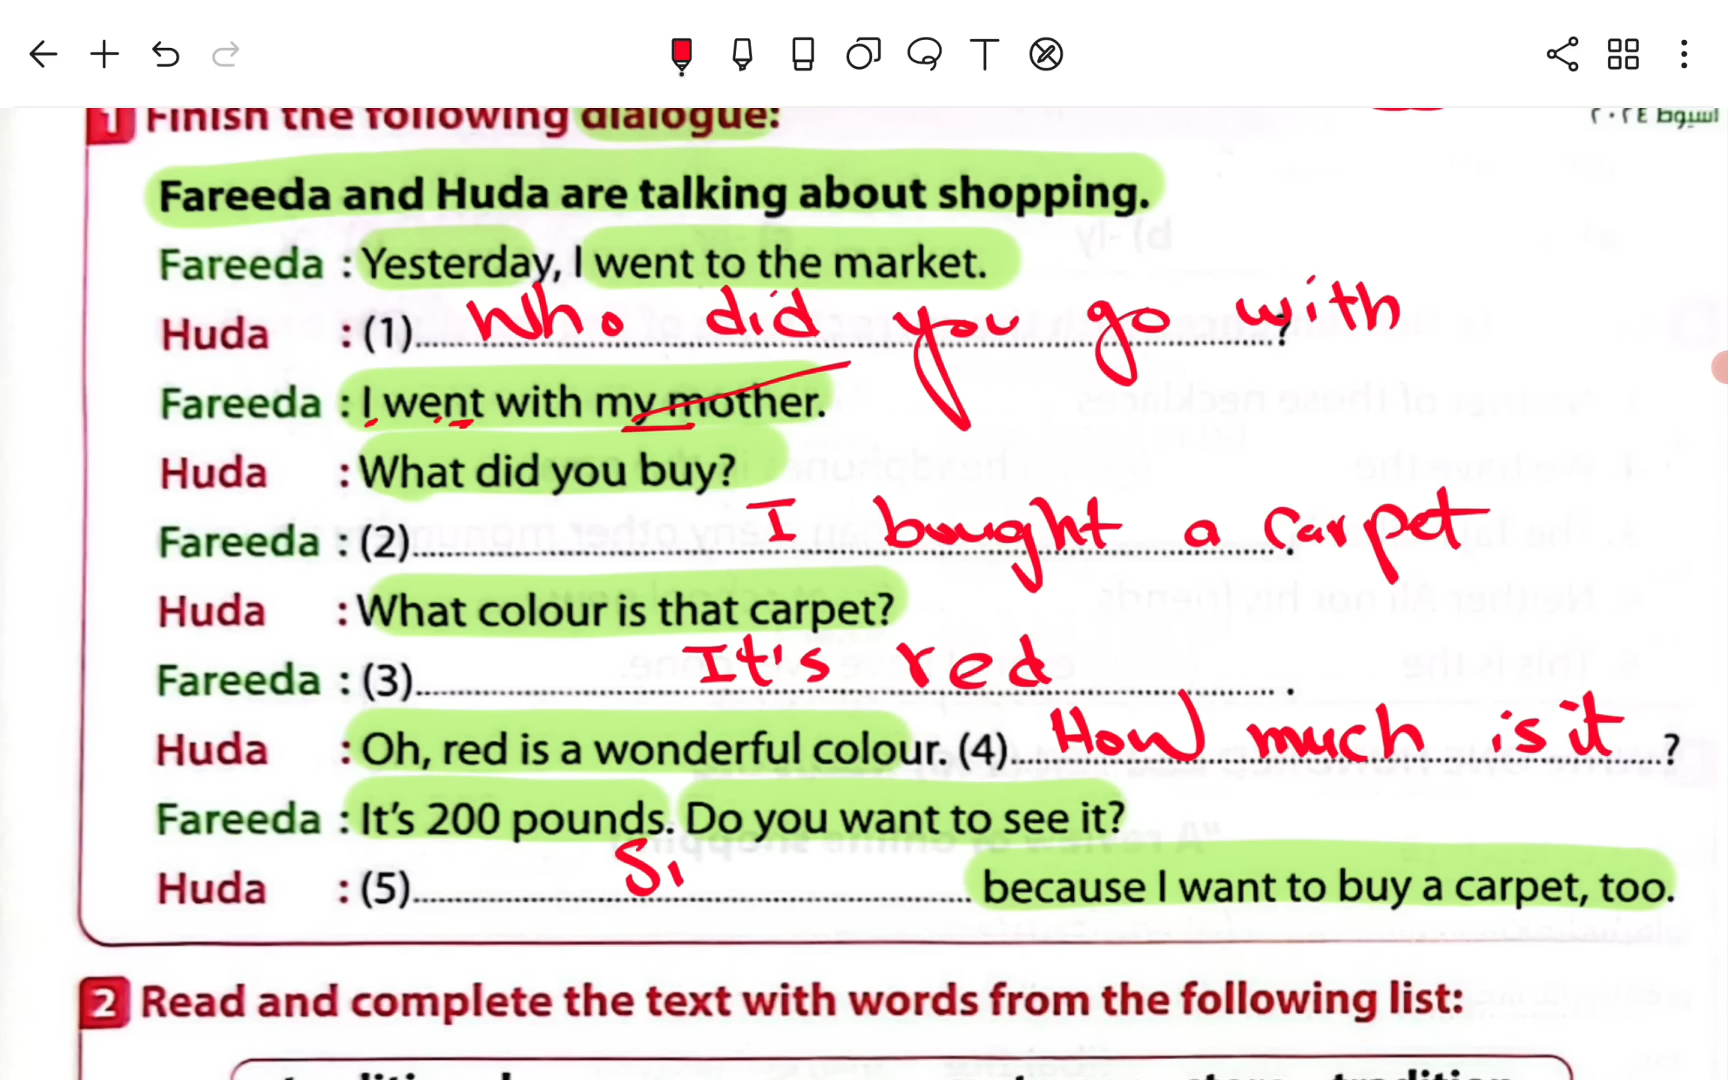 1 Finish the following dialogue:
أسيوط ٢٠٢٤
Fareeda and Huda are talking about shopping.
Fareeda : Yesterday, I went to the market.
Huda : (1) Who did you go with ?
Fareeda : I went with my mother.
Huda : What did you buy?
Fareeda : (2) I bought a carpet .
Huda : What colour is that carpet?
Fareeda : (3) It's red .
Huda : Oh, red is a wonderful colour. (4) How much is it ?
Fareeda : It's 200 pounds. Do you want to see it?
Huda : (5) because I want to buy a carpet, too.
2 Read and complete the text with words from the following list: